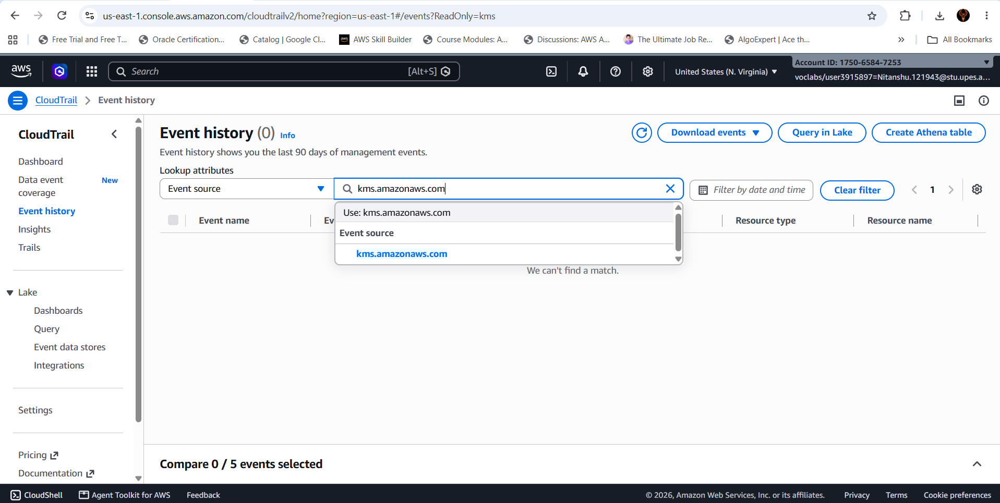 us-east-1.console.aws.amazon.com/cloudtrailv2/home?region=us-east-1#/events?ReadOnly=kms
Free Trial and Free T... Oracle Certification... Catalog | Google Cl... aws AWS Skill Builder Course Modules: A... Discussions: AWS A... The Ultimate Job Re... AlgoExpert | Ace th... » All Bookmarks
aws Search [Alt+S] United States (N. Virginia) Account ID: 1750-6584-7253
voclabs/user3915897=Nitanshu.121943@stu.upes.a...
CloudTrail Event history
CloudTrail
Dashboard
Data event coverage New
Event history
Insights
Trails
Lake
Dashboards
Query
Event data stores
Integrations
Settings
Pricing
Documentation
Event history (0) Info
Download events Query in Lake Create Athena table
Event history shows you the last 90 days of management events.
Lookup attributes
Event source kms.amazonaws.com Filter by date and time Clear filter 1
Event name Ev Resource type Resource name
Use: kms.amazonaws.com
Event source
kms.amazonaws.com
We can't find a match.
Compare 0 / 5 events selected
CloudShell Agent Toolkit for AWS Feedback © 2026, Amazon Web Services, Inc. or its affiliates. Privacy Terms Cookie preferences